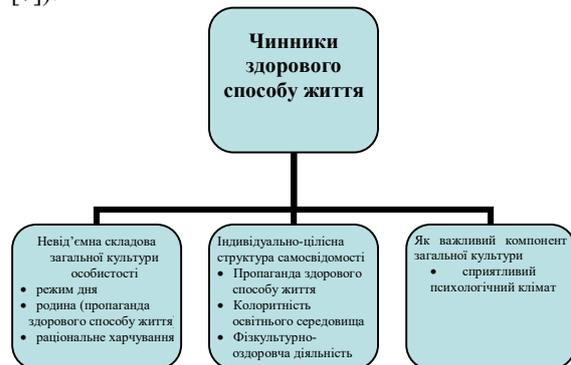 Чинники
здорового
способу життя
Невід’ємна складова
загальної культури
особистості
• режим дня
• родина (пропаганда
здорового способу життя)
• раціональне харчування
Індивідуально-цілісна
структура самосвідомості
• Пропаганда здорового
способу життя
• Колоритність
освітнього середовища
• Фізкультурно-
оздоровча діяльність
Як важливий компонент
загальної культури
• сприятливий
психологічний клімат